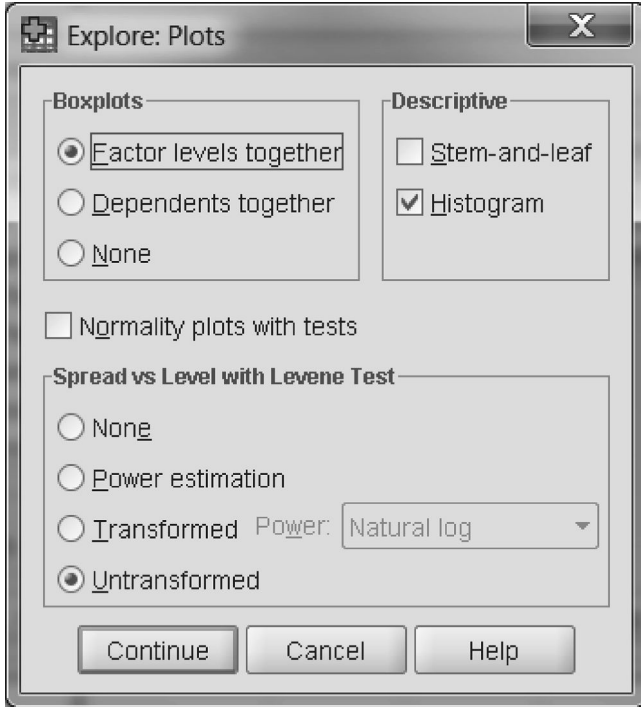 Explore: Plots
X
Boxplots
Factor levels together
Dependents together
None
Descriptive
Stem-and-leaf
Histogram
Normality plots with tests
Spread vs Level with Levene Test
None
Power estimation
Transformed Power: Natural log
Untransformed
Continue Cancel Help